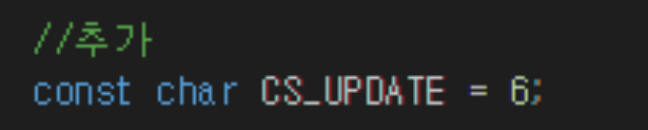 //추가
const char CS_UPDATE = 6;